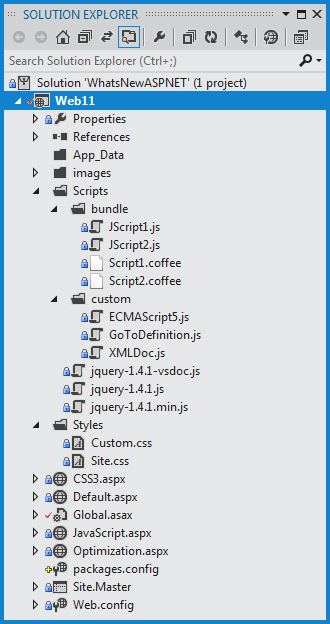 SOLUTION EXPLORER
Search Solution Explorer (Ctrl+;)
Solution 'WhatsNewASPNET' (1 project)
Web11
Properties
References
App_Data
images
Scripts
bundle
JScript1.js
JScript2.js
Script1.coffee
Script2.coffee
custom
ECMAScript5.js
GoToDefinition.js
XMLDoc.js
jquery-1.4.1-vsdoc.js
jquery-1.4.1.js
jquery-1.4.1.min.js
Styles
Custom.css
Site.css
CSS3.aspx
Default.aspx
Global.asax
JavaScript.aspx
Optimization.aspx
packages.config
Site.Master
Web.config